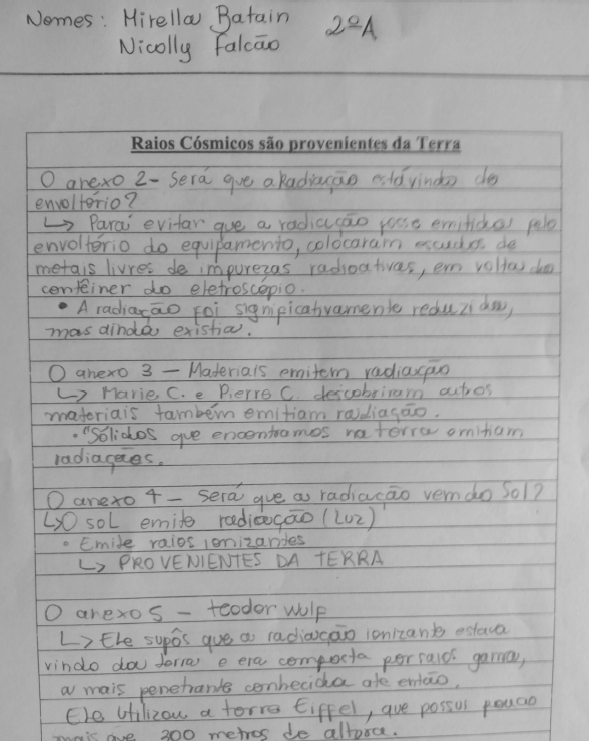 Nomes: Mirella Batain 2ºA
Nicolly Falcão
Raios Cósmicos são provenientes da Terra
O anexo 2 - Será que a Radiação está vindo do
envoltório?
↳ Para evitar que a radiação fosse emitida pelo
envoltório do equipamento, colocaram escudos de
metais livres de impurezas radioativas, em volta do
contêiner do eletroscópio.
• A radiação foi significativamente reduzida,
mas ainda existia.
O anexo 3 - Materiais emitem radiação
↳ Marie C. e Pierre C. descobriram outros
materiais também emitiam radiação.
• "Sólidos que encontramos na terra emitiam
radiações.
O anexo 4 - Será que a radiação vem do Sol?
↳ O sol emite radiação (Luz)
• Emite raios ionizantes
↳ PROVENIENTES DA TERRA
O anexo 5 - teodor wulp
↳ Ele supôs que a radiação ionizante estava
vindo da terra e era composta por raios gama,
a mais penetrante conhecida até então.
Ele utilizou a torre Eiffel, que possui pouco
mais que 300 metros de altura.